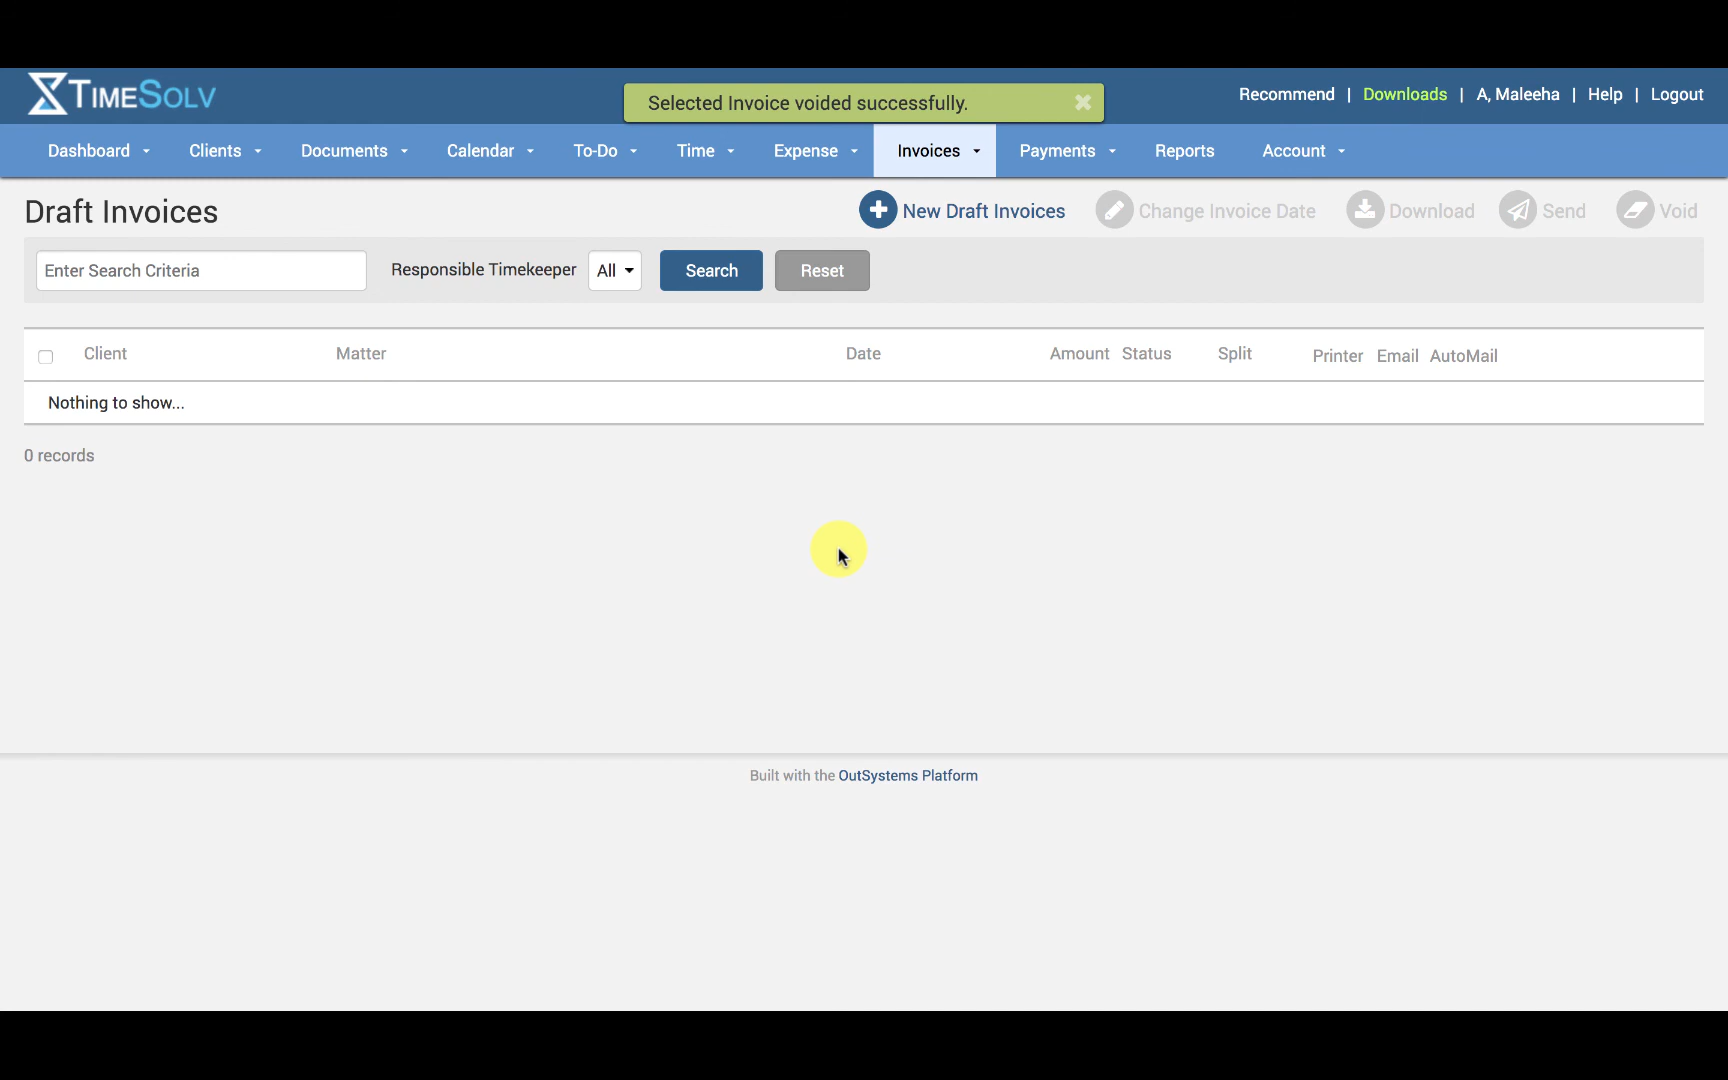 TIMESOLV
Selected Invoice voided successfully.
Recommend | Downloads | A, Maleeha | Help | Logout
Dashboard Clients Documents Calendar To-Do Time Expense Invoices Payments Reports Account
Draft Invoices
New Draft Invoices Change Invoice Date Download Send Void
Enter Search Criteria Responsible Timekeeper All Search Reset
Client Matter Date Amount Status Split Printer Email AutoMail
Nothing to show...
0 records
Built with the OutSystems Platform